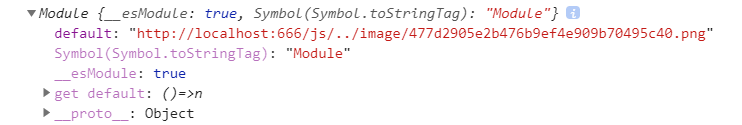 Module {__esModule: true, Symbol(Symbol.toStringTag): "Module"} i
default: "http://localhost:666/js/../image/477d2905e2b476b9ef4e909b70495c40.png"
Symbol(Symbol.toStringTag): "Module"
__esModule: true
get default: ()=>n
__proto__: Object